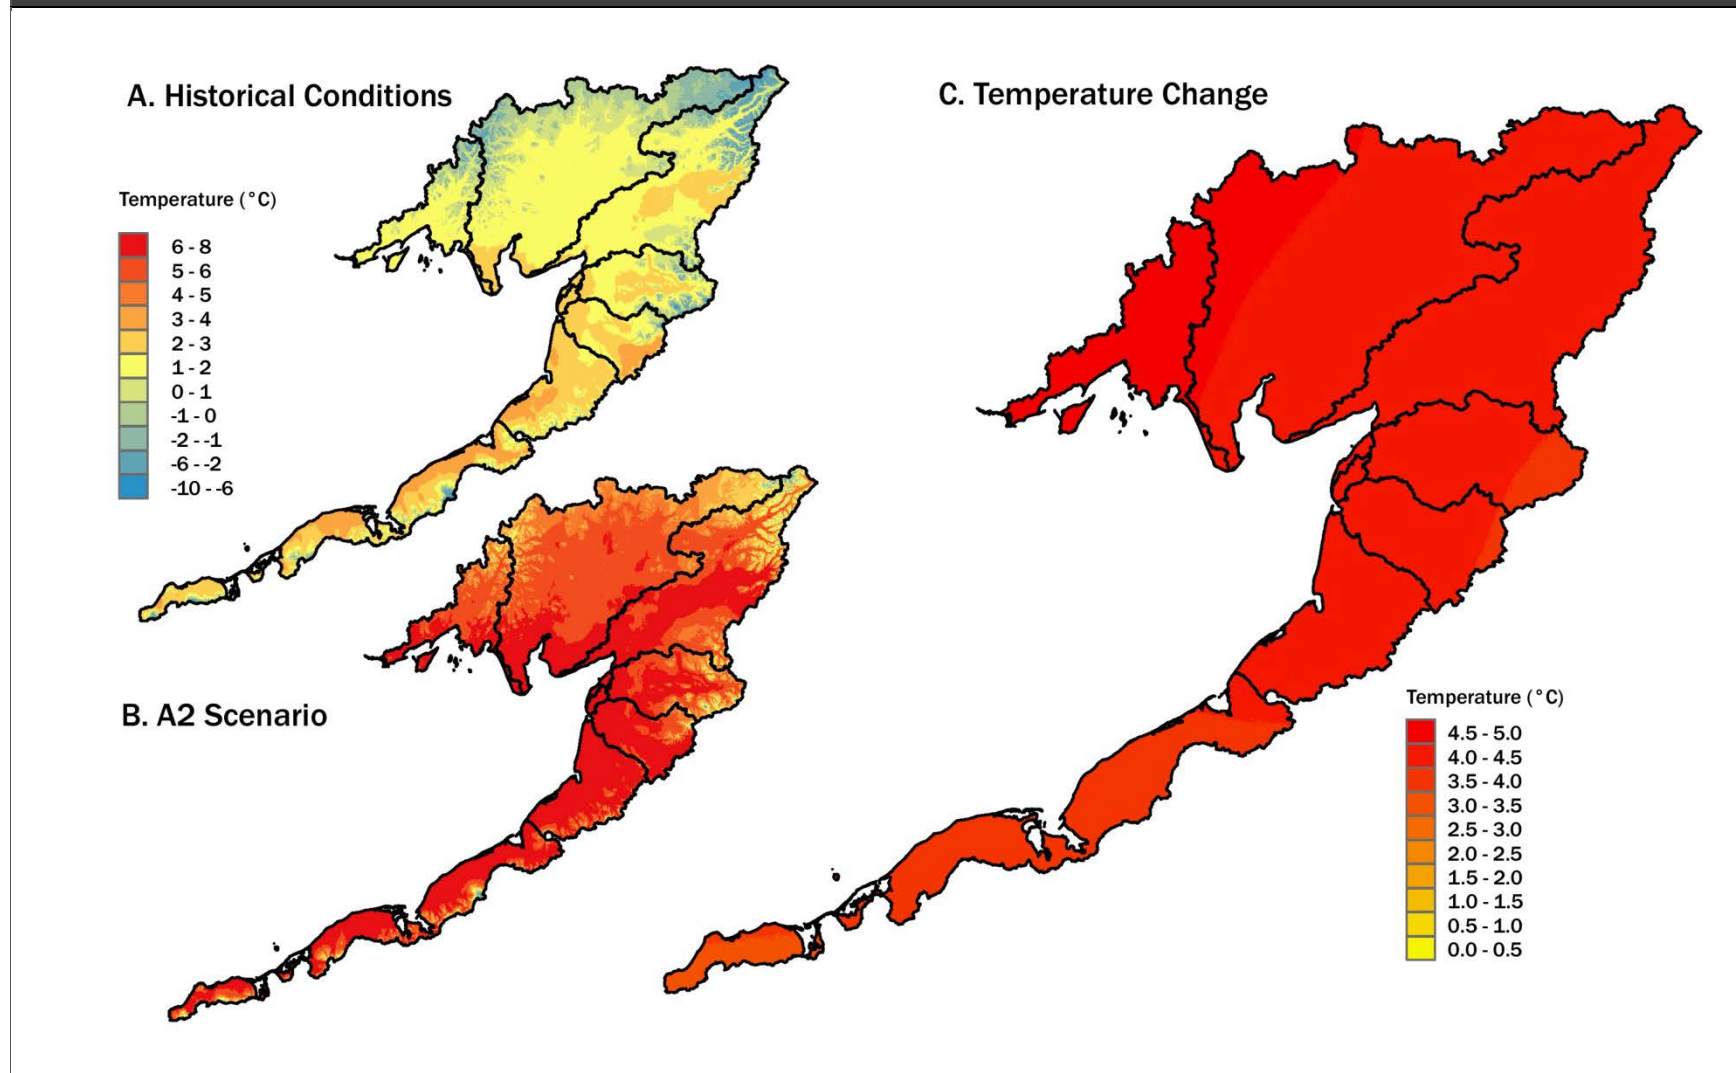 A. Historical Conditions
Temperature (°C)
6 - 8
5 - 6
4 - 5
3 - 4
2 - 3
1 - 2
0 - 1
-1 - 0
-2 - -1
-6 - -2
-10 - -6
B. A2 Scenario
C. Temperature Change
Temperature (°C)
4.5 - 5.0
4.0 - 4.5
3.5 - 4.0
3.0 - 3.5
2.5 - 3.0
2.0 - 2.5
1.5 - 2.0
1.0 - 1.5
0.5 - 1.0
0.0 - 0.5